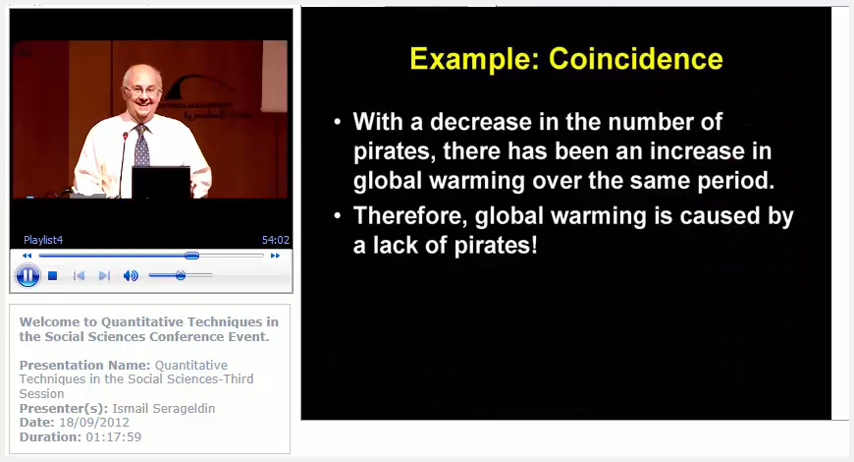 Example: Coincidence
• With a decrease in the number of
pirates, there has been an increase in
global warming over the same period.
• Therefore, global warming is caused by
a lack of pirates!
Playlist4
54:02
Welcome to Quantitative Techniques in
the Social Sciences Conference Event.
Presentation Name: Quantitative
Techniques in the Social Sciences-Third
Session
Presenter(s): Ismail Serageldin
Date: 18/09/2012
Duration: 01:17:59